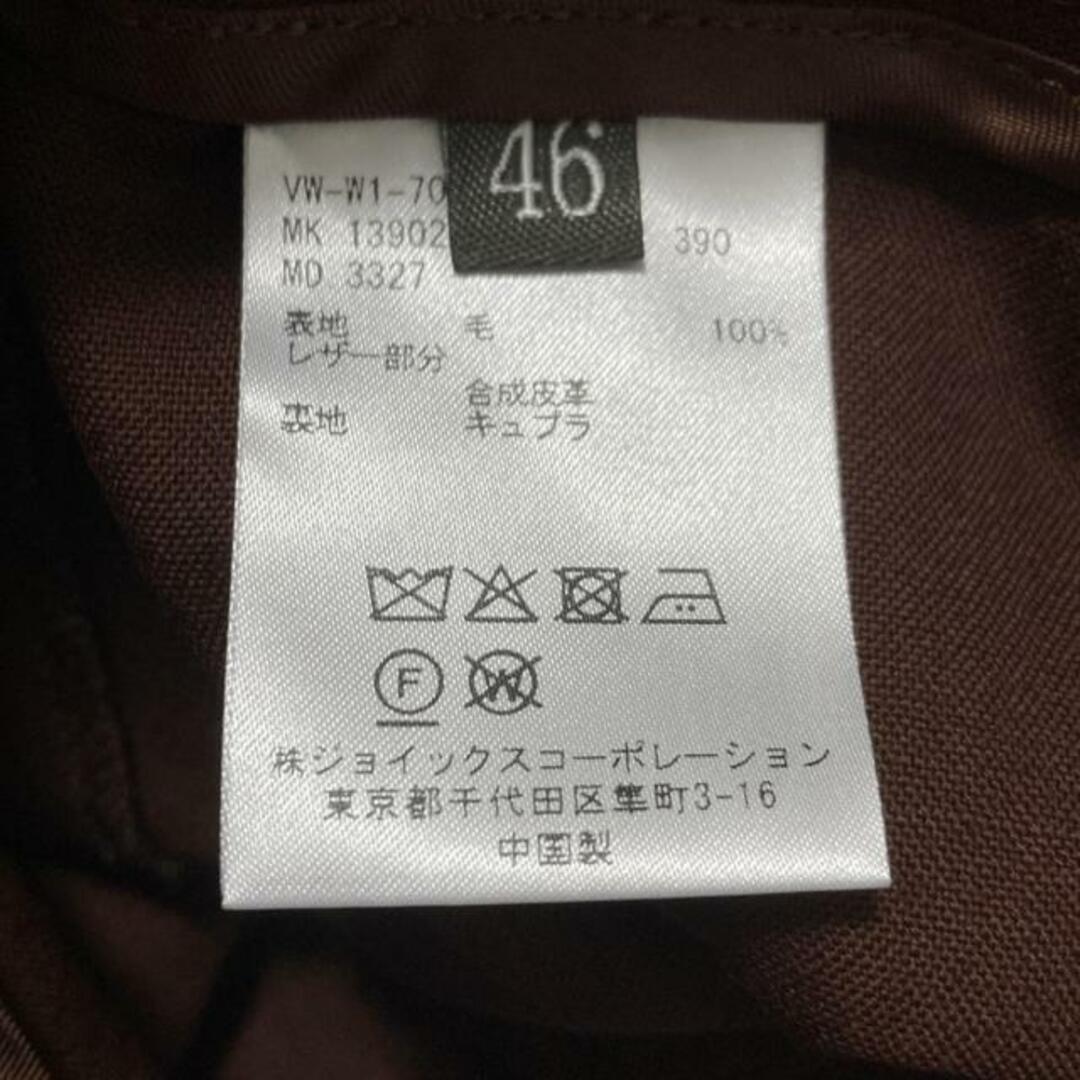 46
VW-W1-70
MK 13902
390
MD 3327
表地 毛 100%
レザー部分
合成皮革
裏地 キュプラ
F W
株ジョイックスコーポレーション
東京都千代田区隼町3-16
中国製